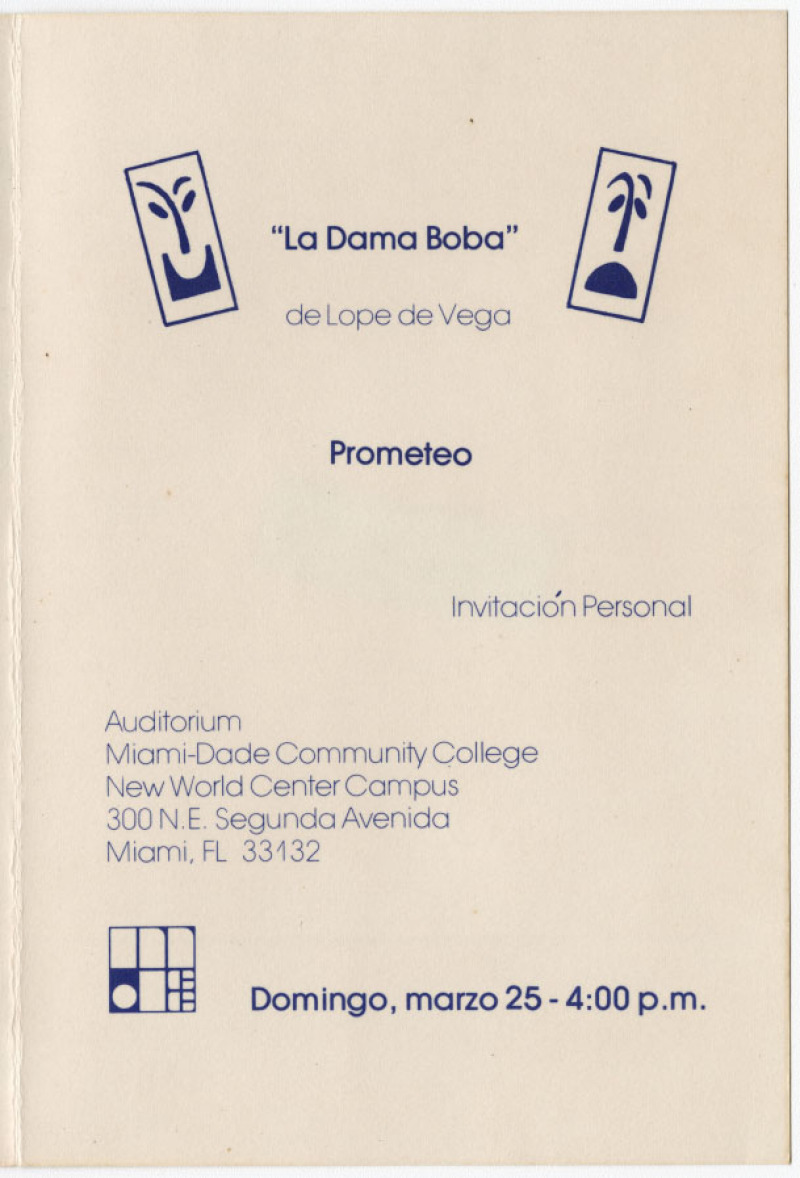 "La Dama Boba"
de Lope de Vega
Prometeo
Invitación Personal
Auditorium
Miami-Dade Community College
New World Center Campus
300 N.E. Segunda Avenida
Miami, FL 33132
Domingo, marzo 25 - 4:00 p.m.